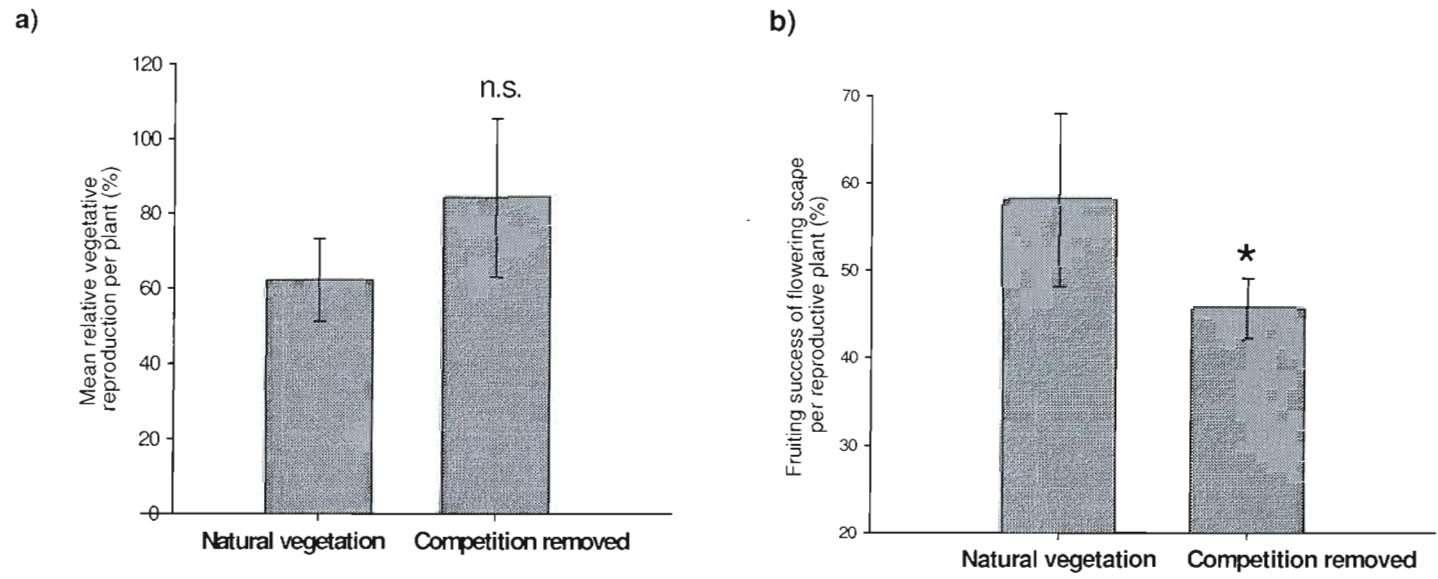 a)
Mean relative vegetative
reproduction per plant (%)
120
100
80
60
40
20
0
n.s.
Natural vegetation
Competition removed
b)
Fruiting success of flowering scape
per reproductive plant (%)
70
60
50
40
30
20
*
Natural vegetation
Competition removed